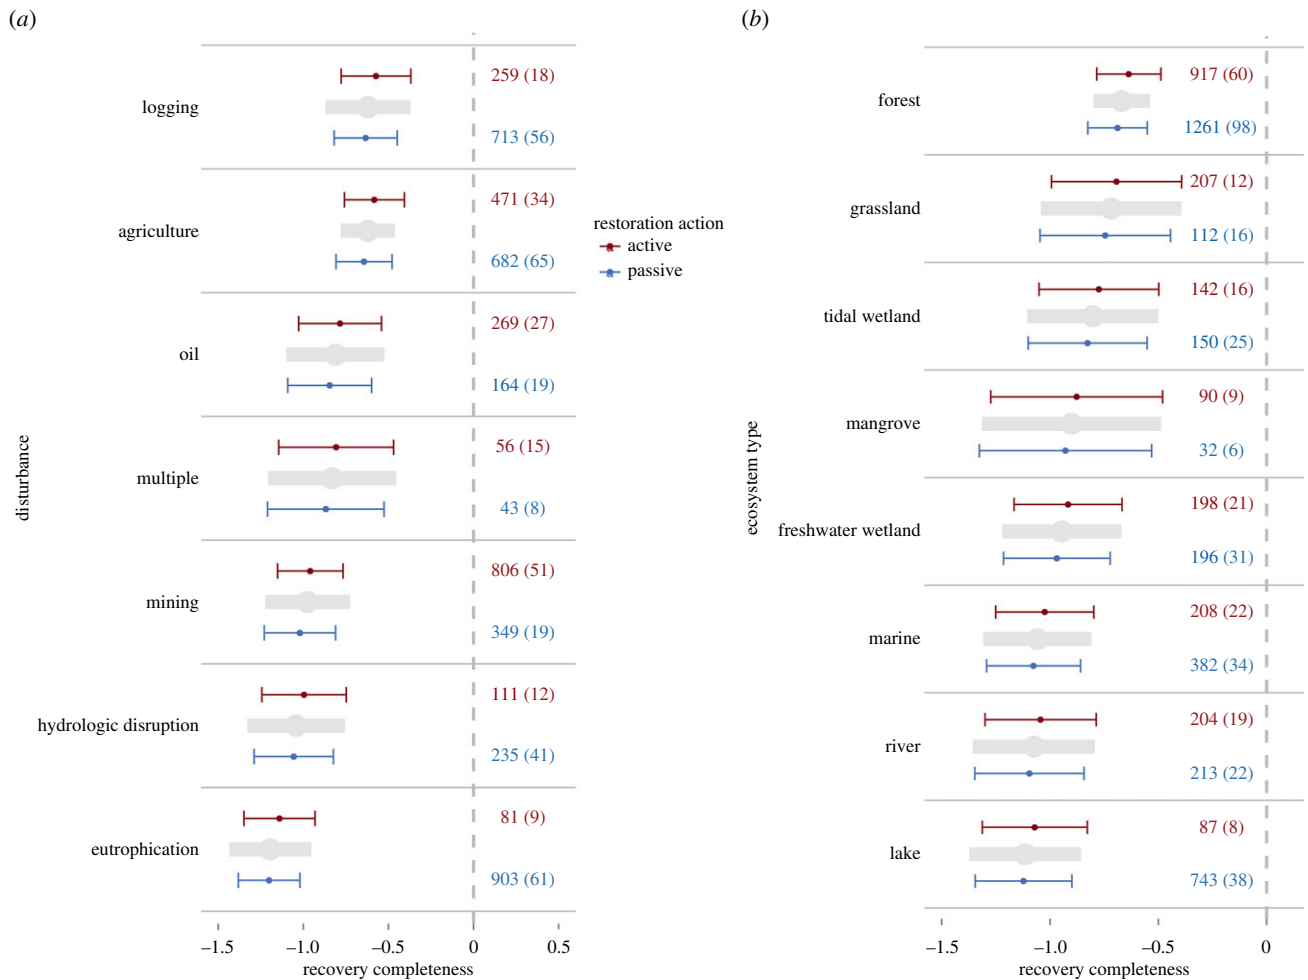 (a)
logging
259 (18)
713 (56)
agriculture
471 (34)
682 (65)
oil
269 (27)
164 (19)
multiple
56 (15)
43 (8)
mining
806 (51)
349 (19)
hydrologic disruption
111 (12)
235 (41)
eutrophication
81 (9)
903 (61)
disturbance
–1.5 –1.0 –0.5 0 0.5
recovery completeness
restoration action
active
passive
(b)
forest
917 (60)
1261 (98)
grassland
207 (12)
112 (16)
tidal wetland
142 (16)
150 (25)
mangrove
90 (9)
32 (6)
freshwater wetland
198 (21)
196 (31)
marine
208 (22)
382 (34)
river
204 (19)
213 (22)
lake
87 (8)
743 (38)
ecosystem type
–1.5 –1.0 –0.5 0
recovery completeness